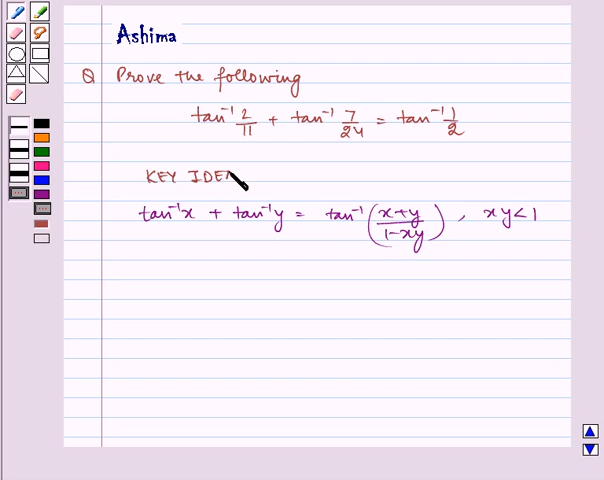 Ashima
Q Prove the following
tan⁻¹ 2/11 + tan⁻¹ 7/24 = tan⁻¹ 1/2
KEY IDE
tan⁻¹x + tan⁻¹y = tan⁻¹ (x+y/1-xy) , xy<1